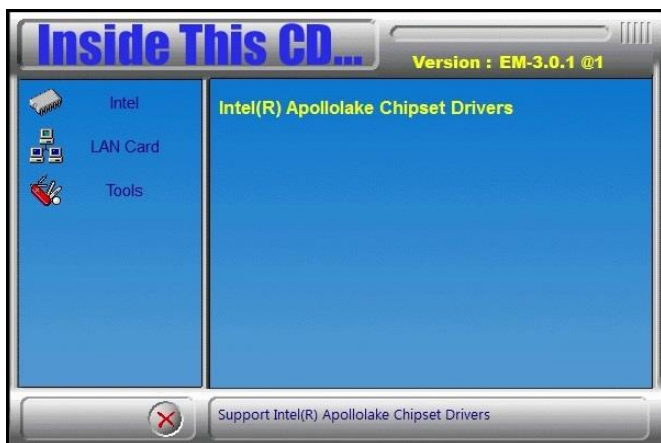 Inside This CD...
Version : EM-3.0.1 @1
Intel
LAN Card
Tools
Intel(R) Apollolake Chipset Drivers
Support Intel(R) Apollolake Chipset Drivers